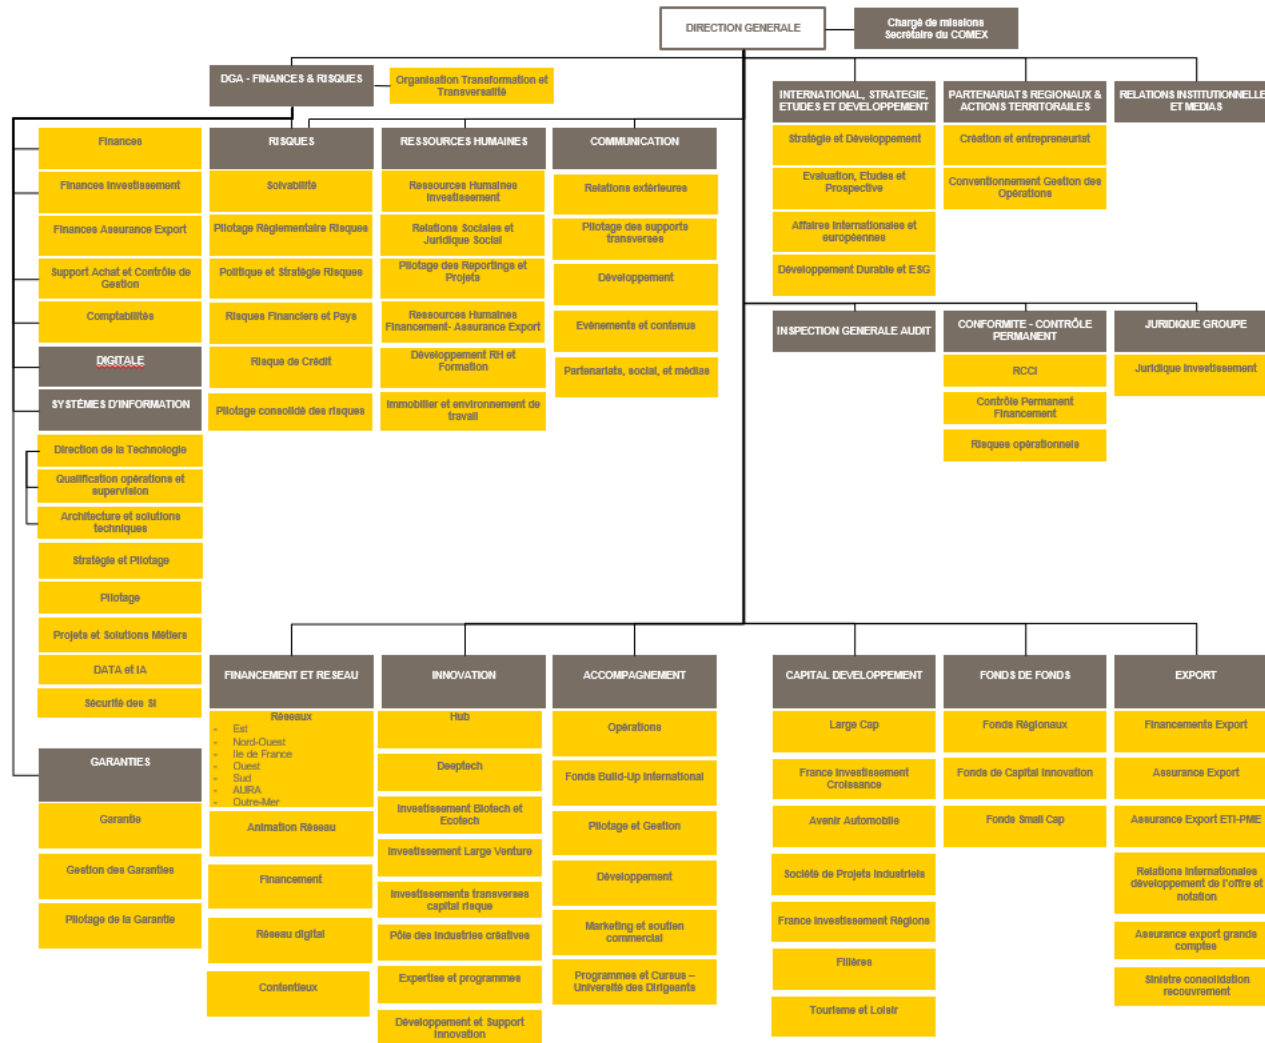 DIRECTION GENERALE
Chargé de missions
Secrétaire du COMEX
DGA - FINANCES & RISQUES
Organisation Transformation et
Transversalité
INTERNATIONAL, STRATEGIE,
ETUDES ET DEVELOPPEMENT
PARTENARIATS REGIONAUX &
ACTIONS TERRITORAILES
RELATIONS INSTITUTIONNELLE
ET MEDIAS
Finances
Finances Investissement
Finances Assurance Export
Support Achat et Contrôle de
Gestion
Comptabilités
DIGITALE
SYSTÈMES D'INFORMATION
Direction de la Technologie
Qualification opérations et
supervision
Architecture et solutions
techniques
Stratégie et Pilotage
Pilotage
Projets et Solutions Métiers
DATA et IA
Sécurité des SI
GARANTIES
Garantie
Gestion des Garanties
Pilotage de la Garantie
RISQUES
Solvabilité
Pilotage Règlementaire Risques
Politique et Stratégie Risques
Risques Financiers et Pays
Risque de Crédit
Pilotage consolidé des risques
RESSOURCES HUMAINES
Ressources Humaines
Investissement
Relations Sociales et
Juridique Social
Pilotage des Reportings et
Projets
Ressources Humaines
Financement- Assurance Export
Développement RH et
Formation
Immobilier et environnement de
travail
COMMUNICATION
Relations extérieures
Pilotage des supports
transverses
Développement
Evénements et contenus
Partenariats, social, et médias
Stratégie et Développement
Evaluation, Etudes et
Prospective
Affaires Internationales et
européennes
Développement Durable et ESG
Création et entrepreneuriat
Conventionnement Gestion des
Opérations
INSPECTION GENERALE AUDIT
CONFORMITE - CONTRÔLE
PERMANENT
RCCI
Contrôle Permanent
Financement
Risques opérationnels
JURIDIQUE GROUPE
Juridique Investissement
FINANCEMENT ET RESEAU
Réseaux
- Est
- Nord-Ouest
- Ile de France
- Ouest
- Sud
- AURA
- Outre-Mer
Animation Réseau
Financement
Réseau digital
Contentieux
INNOVATION
Hub
Deeptech
Investissement Biotech et
Ecotech
Investissement Large Venture
Investissements transverses
capital risque
Pôle des industries créatives
Expertise et programmes
Développement et Support
Innovation
ACCOMPAGNEMENT
Opérations
Fonds Build-Up International
Pilotage et Gestion
Développement
Marketing et soutien
commercial
Programmes et Cursus –
Université des Dirigeants
CAPITAL DEVELOPPEMENT
Large Cap
France Investissement
Croissance
Avenir Automobile
Société de Projets Industriels
France Investissement Régions
Filières
Tourisme et Loisir
FONDS DE FONDS
Fonds Régionaux
Fonds de Capital Innovation
Fonds Small Cap
EXPORT
Financements Export
Assurance Export
Assurance Export ETI-PME
Relations Internationales
développement de l'offre et
notation
Assurance export grands
comptes
Sinistre consolidation
recouvrement